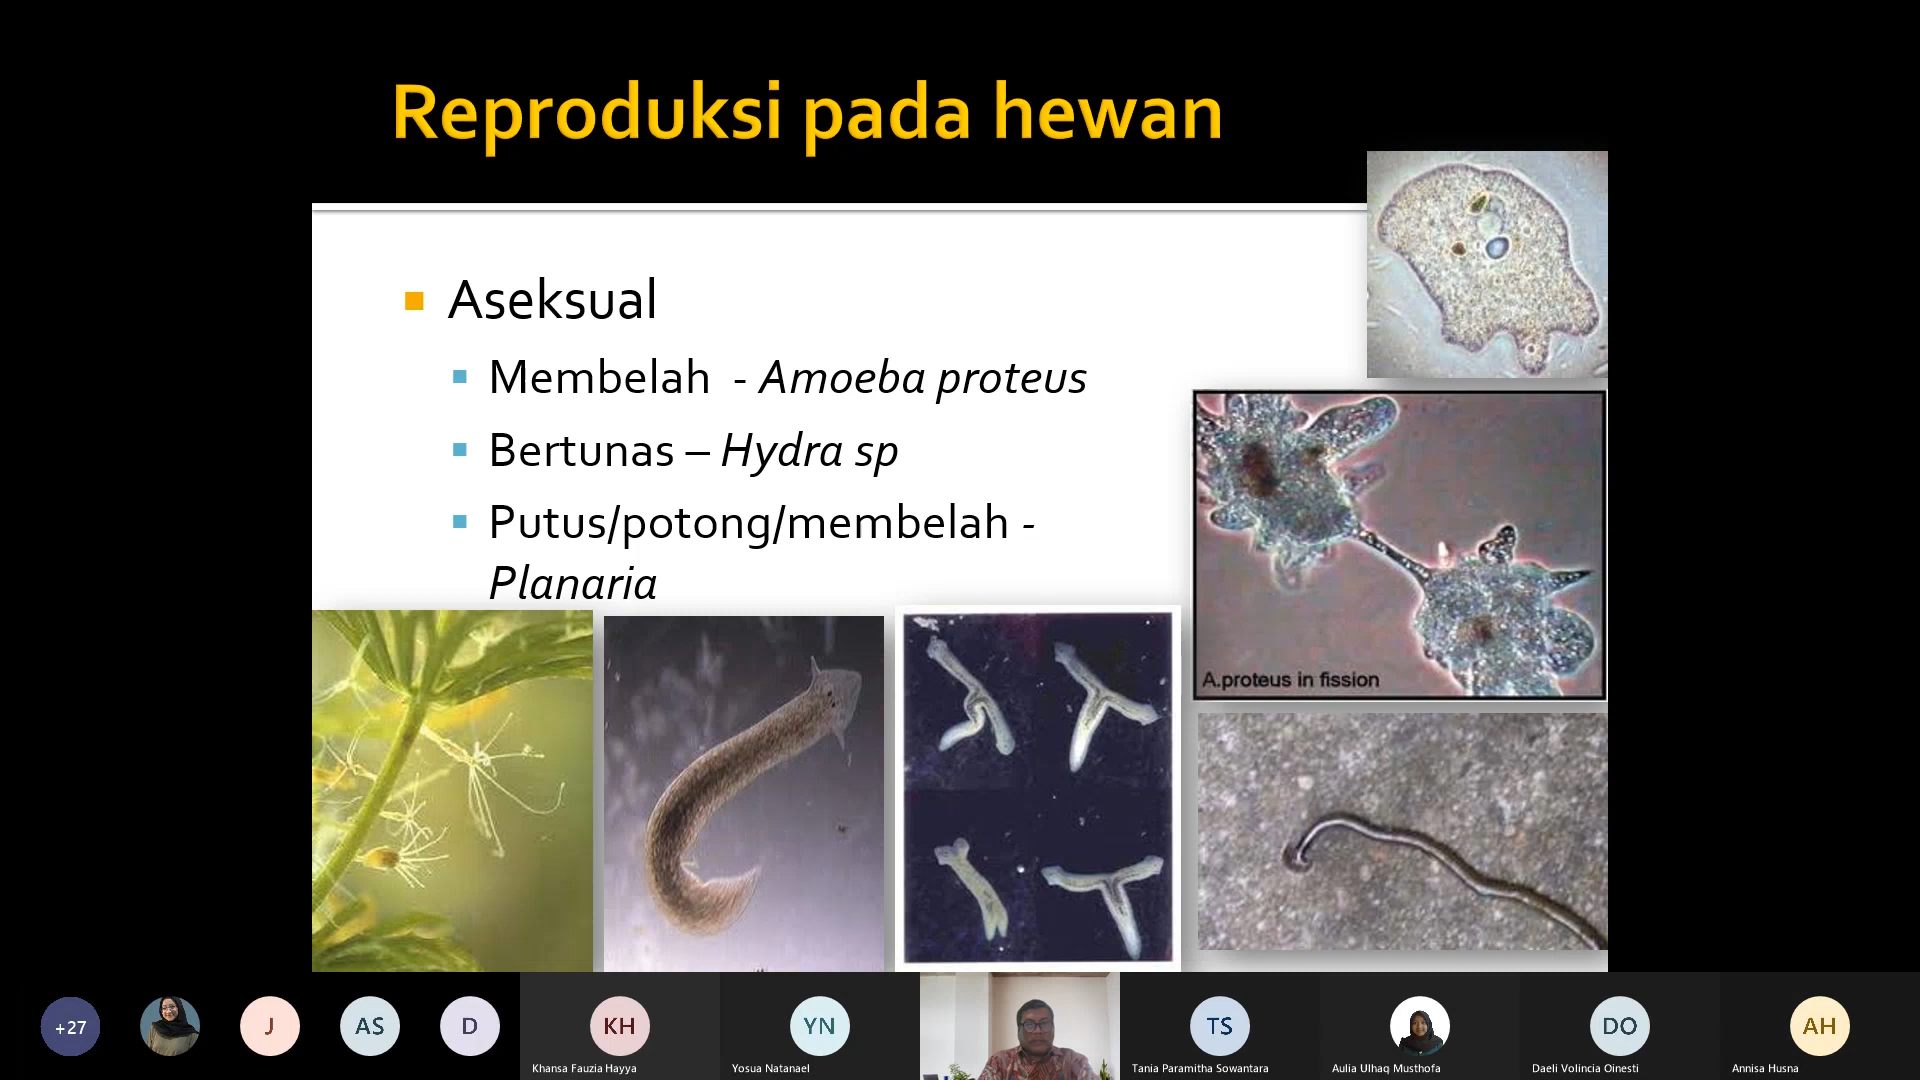 Reproduksi pada hewan
Aseksual
Membelah - Amoeba proteus
Bertunas – Hydra sp
Putus/potong/membelah -
Planaria
A.proteus in fission
+27
J
AS
D
KH
YN
TS
DO
AH
Khansa Fauzia Hayya
Yosua Natanael
Tania Paramitha Sowantara
Aulia Ulhaq Musthofa
Daeli Volincia Oinesti
Annisa Husna